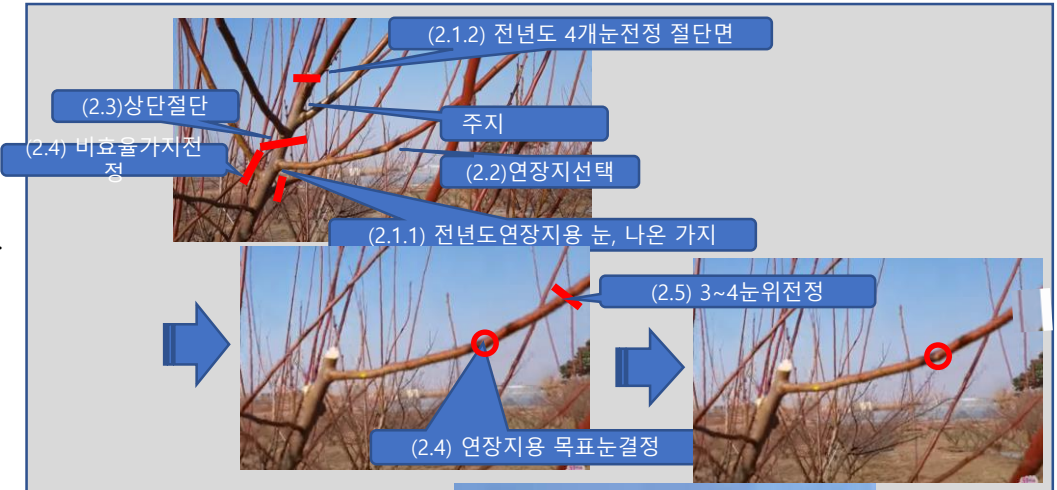 (2.1.2) 전년도 4개눈전정 절단면
(2.3)상단절단
주지
(2.4) 비효율가지전
정
(2.2)연장지선택
(2.1.1) 전년도연장지용 눈, 나온 가지
(2.5) 3~4눈위전정
(2.4) 연장지용 목표눈결정